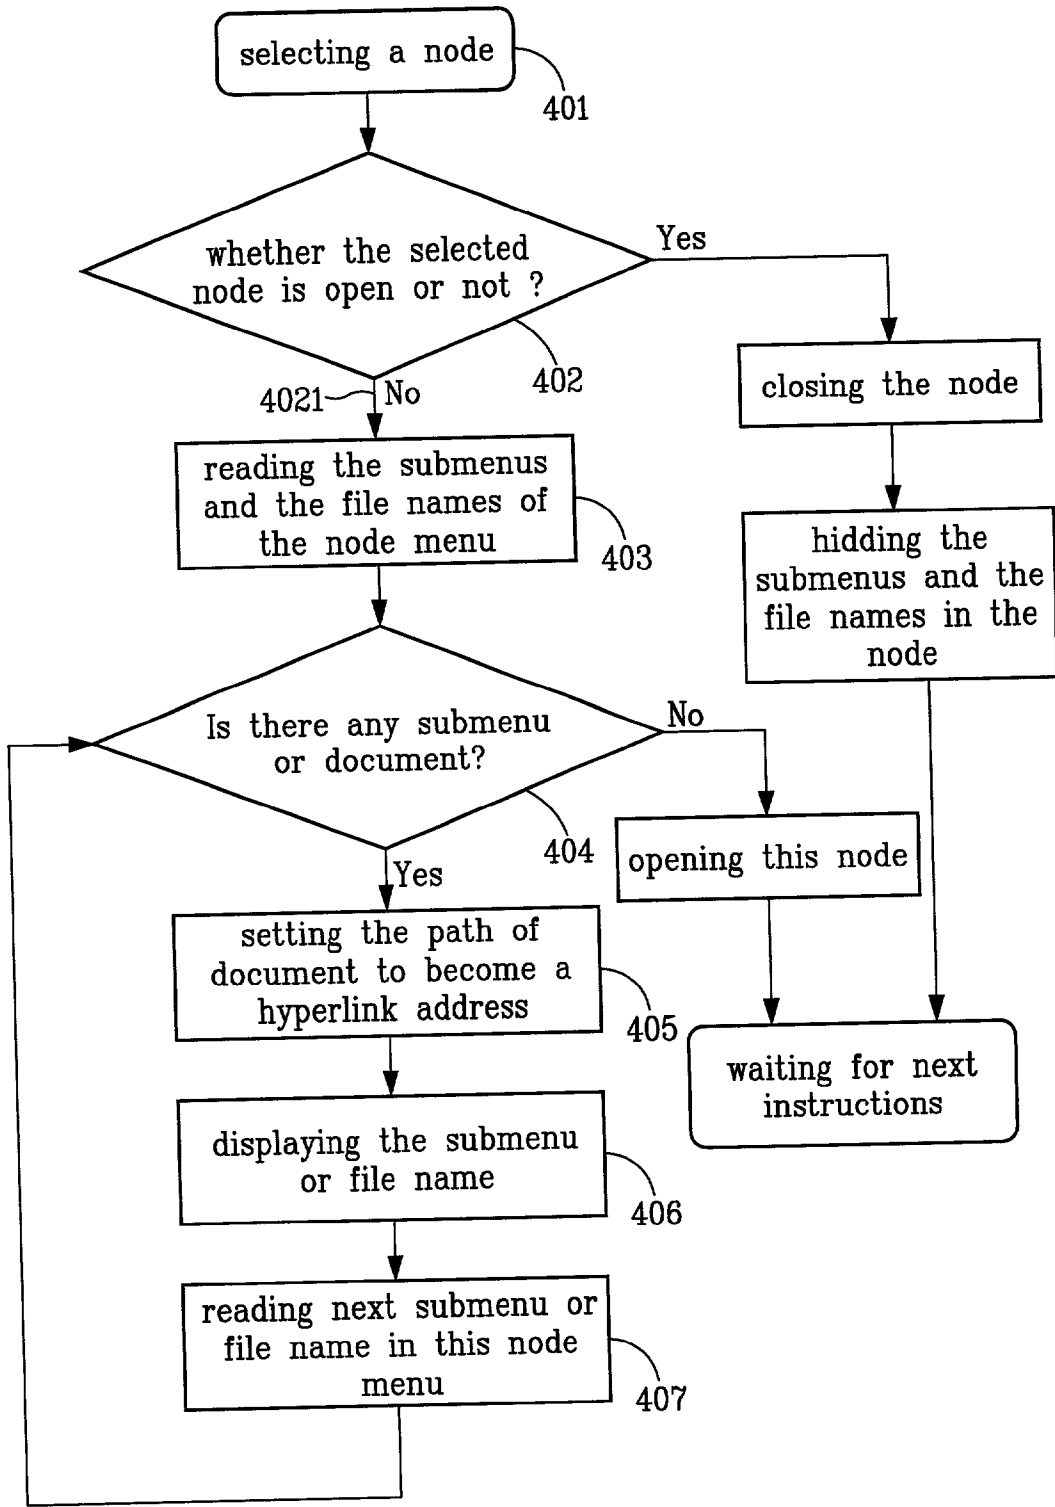 selecting a node
401
whether the selected
node is open or not ?
Yes
402
4021
No
closing the node
reading the submenus
and the file names of
the node menu
403
hidding the
submenus and the
file names in the
node
Is there any submenu
or document?
No
404
Yes
opening this node
setting the path of
document to become a
hyperlink address
405
waiting for next
instructions
displaying the submenu
or file name
406
reading next submenu or
file name in this node
menu
407